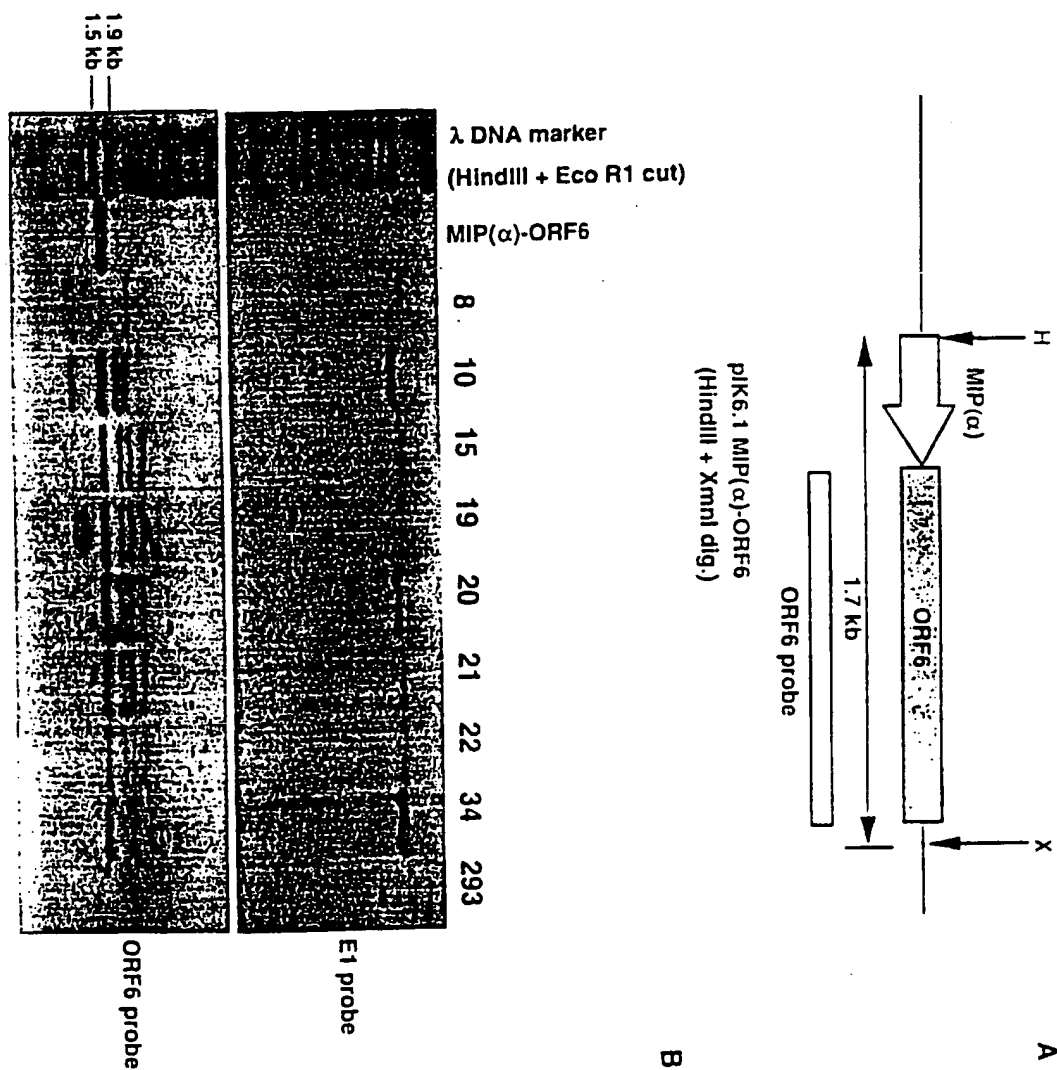 A
H
X
MIP(α)
ORF6
1.7 kb
ORF6 probe
pIK6.1 MIP(α)-ORF6
(HindIII + XmnI dig.)
B
λ DNA marker
(HindIII + Eco R1 cut)
MIP(α)-ORF6
8
10
15
19
20
21
22
34
293
E1 probe
1.9 kb
1.5 kb
ORF6 probe